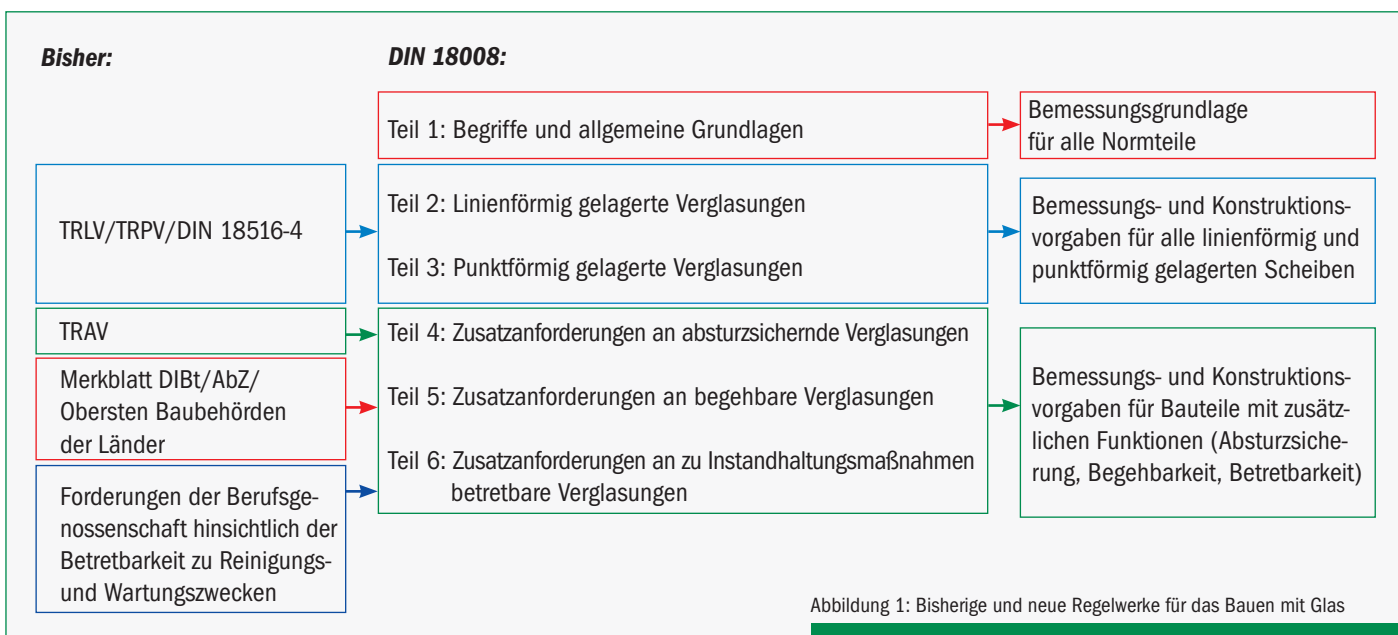 Bisher:
DIN 18008:
Teil 1: Begriffe und allgemeine Grundlagen
Bemessungsgrundlage
für alle Normteile
TRLV/TRPV/DIN 18516-4
Teil 2: Linienförmig gelagerte Verglasungen
Teil 3: Punktförmig gelagerte Verglasungen
Bemessungs- und Konstruktions-
vorgaben für alle linienförmig und
punktförmig gelagerten Scheiben
TRAV
Merkblatt DIBt/AbZ/
Obersten Baubehörden
der Länder
Forderungen der Berufsge-
nossenschaft hinsichtlich der
Betretbarkeit zu Reinigungs-
und Wartungszwecken
Teil 4: Zusatzanforderungen an absturzsichernde Verglasungen
Teil 5: Zusatzanforderungen an begehbare Verglasungen
Teil 6: Zusatzanforderungen an zu Instandhaltungsmaßnahmen
betretbare Verglasungen
Bemessungs- und Konstruktions-
vorgaben für Bauteile mit zusätz-
lichen Funktionen (Absturzsiche-
rung, Begehbarkeit, Betretbarkeit)
Abbildung 1: Bisherige und neue Regelwerke für das Bauen mit Glas